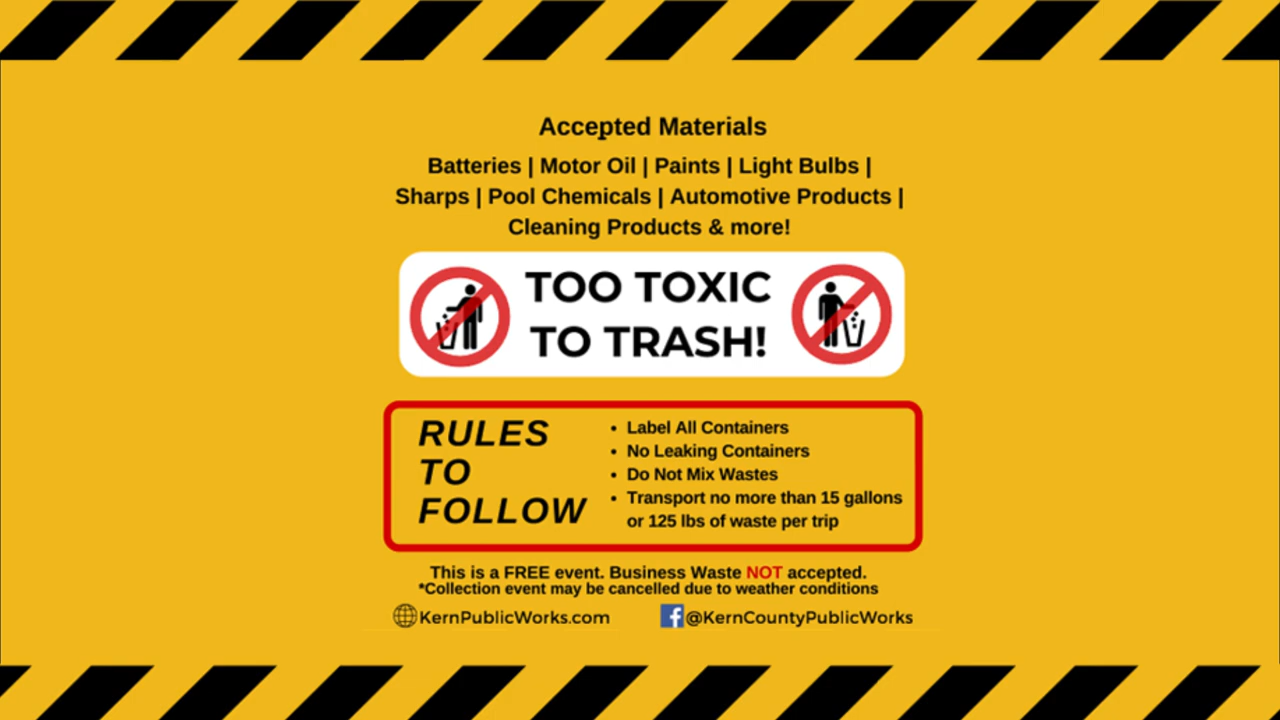 Accepted Materials
Batteries | Motor Oil | Paints | Light Bulbs |
Sharps | Pool Chemicals | Automotive Products |
Cleaning Products & more!
TOO TOXIC
TO TRASH!
RULES
TO
FOLLOW
• Label All Containers
• No Leaking Containers
• Do Not Mix Wastes
• Transport no more than 15 gallons
or 125 lbs of waste per trip
This is a FREE event. Business Waste NOT accepted.
*Collection event may be cancelled due to weather conditions
KernPublicWorks.com
@KernCountyPublicWorks